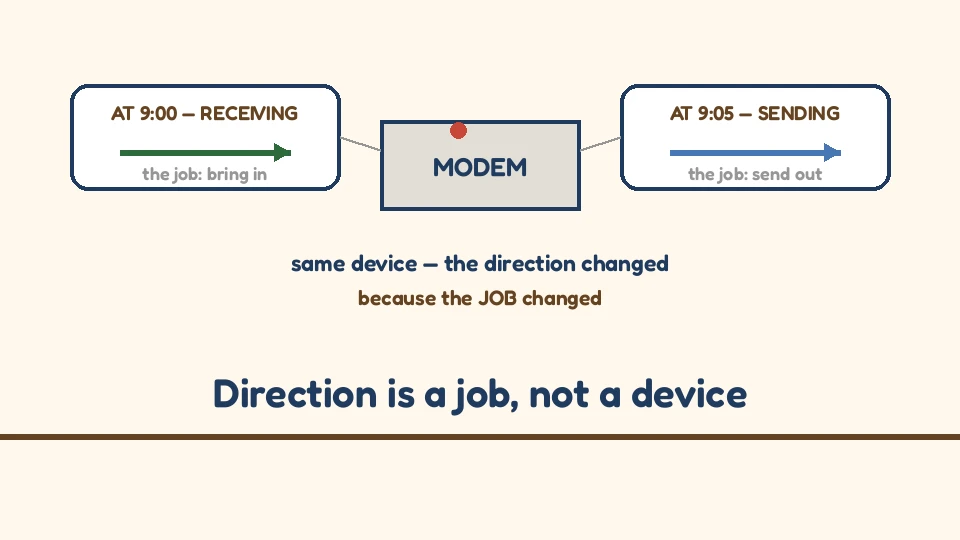 AT 9:00 – RECEIVING
the job: bring in
MODEM
AT 9:05 – SENDING
the job: send out
same device – the direction changed
because the JOB changed
Direction is a job, not a device